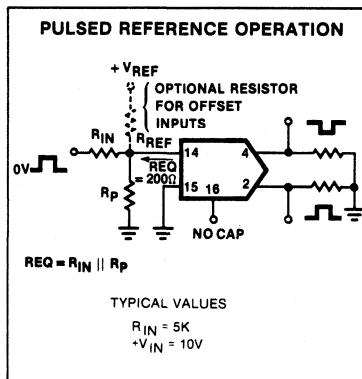 PULSED REFERENCE OPERATION
+ VREF
OPTIONAL RESISTOR
FOR OFFSET
INPUTS
RREF
RIN
0V
REQ
= 200Ω
14
4
15
16
2
RP
NO CAP
REQ = RIN || RP
TYPICAL VALUES
RIN = 5K
+VIN = 10V